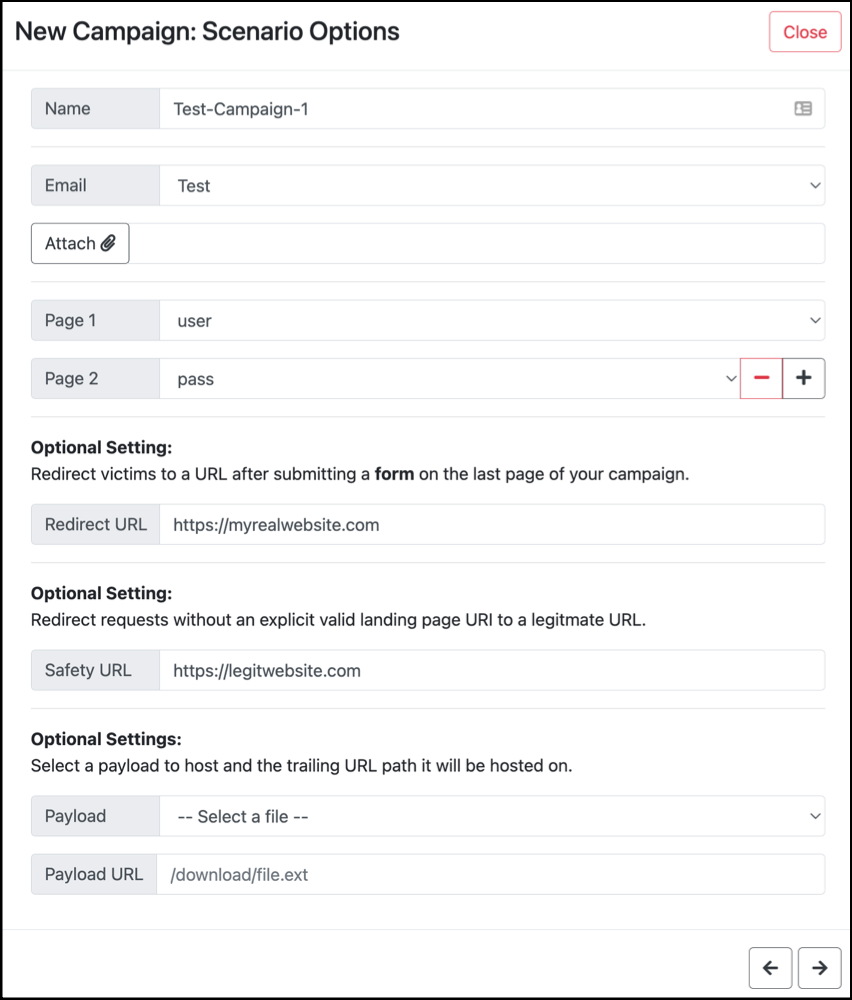 New Campaign: Scenario Options
Close
Name
Test-Campaign-1
Email
Test
Attach
Page 1
user
Page 2
pass
Optional Setting:
Redirect victims to a URL after submitting a form on the last page of your campaign.
Redirect URL
https://myrealwebsite.com
Optional Setting:
Redirect requests without an explicit valid landing page URI to a legitmate URL.
Safety URL
https://legitwebsite.com
Optional Settings:
Select a payload to host and the trailing URL path it will be hosted on.
Payload
-- Select a file --
Payload URL
/download/file.ext